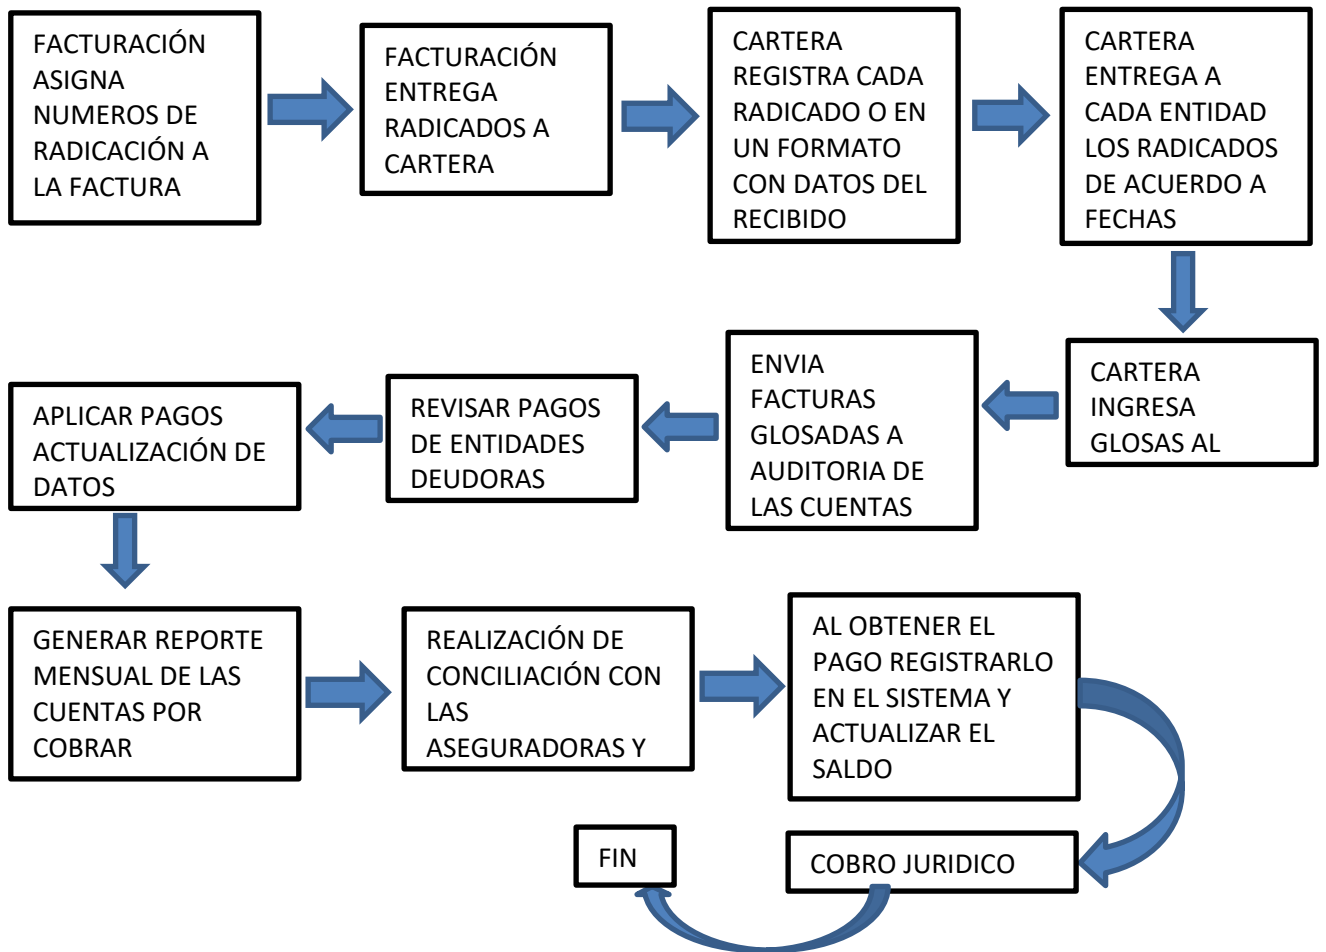 FACTURACIÓN
ASIGNA
NUMEROS DE
RADICACIÓN A
LA FACTURA
FACTURACIÓN
ENTREGA
RADICADOS A
CARTERA
CARTERA
REGISTRA CADA
RADICADO O EN
UN FORMATO
CON DATOS DEL
RECIBIDO
CARTERA
ENTREGA A
CADA ENTIDAD
LOS RADICADOS
DE ACUERDO A
FECHAS
CARTERA
INGRESA
GLOSAS AL
ENVIA
FACTURAS
GLOSADAS A
AUDITORIA DE
LAS CUENTAS
REVISAR PAGOS
DE ENTIDADES
DEUDORAS
APLICAR PAGOS
ACTUALIZACIÓN DE
DATOS
GENERAR REPORTE
MENSUAL DE LAS
CUENTAS POR
COBRAR
REALIZACIÓN DE
CONCILIACIÓN CON
LAS
ASEGURADORAS Y
AL OBTENER EL
PAGO REGISTRARLO
EN EL SISTEMA Y
ACTUALIZAR EL
SALDO
COBRO JURIDICO
FIN